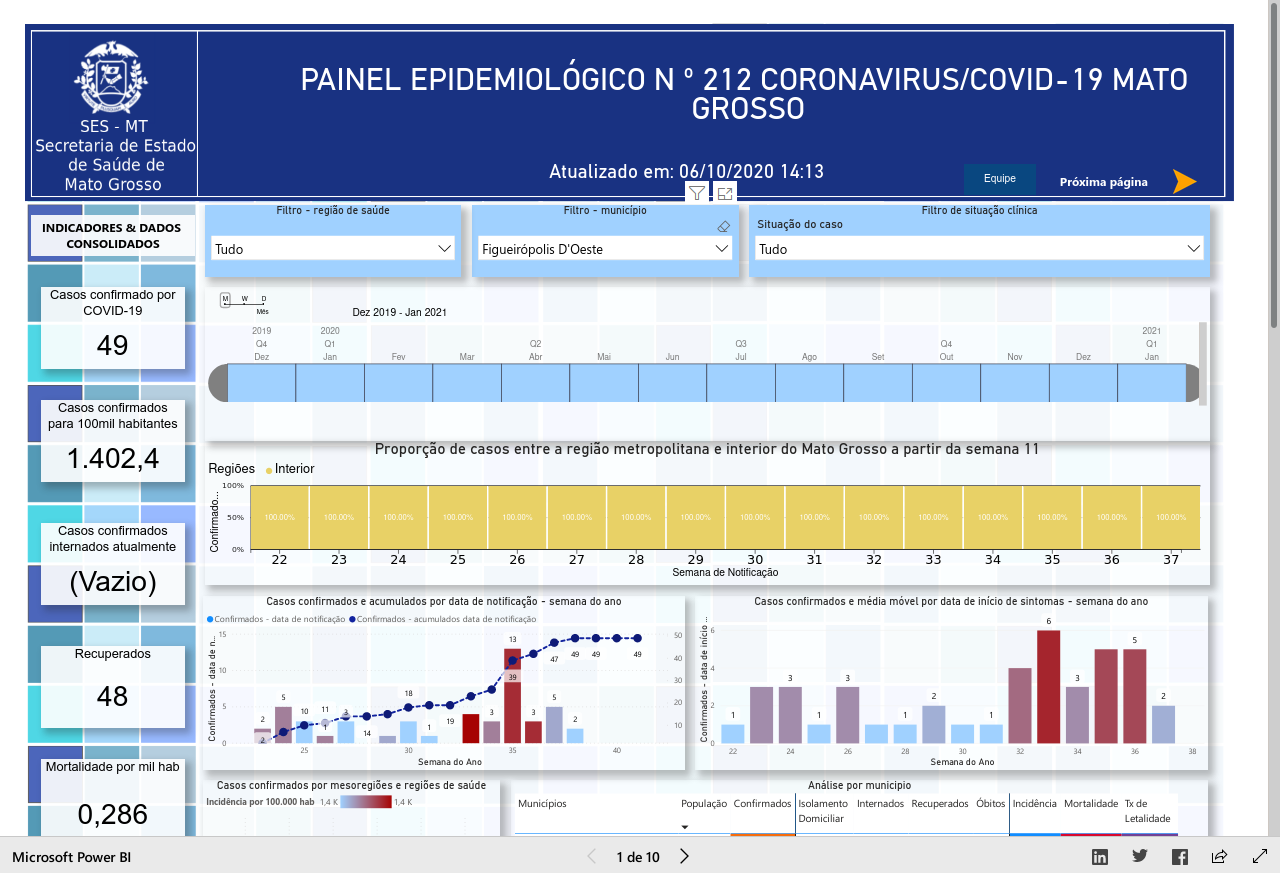 PAINEL EPIDEMIOLÓGICO N º 212 CORONAVIRUS/COVID-19 MATO
GROSSO
SES - MT
Secretaria de Estado
de Saúde de
Mato Grosso
Atualizado em: 06/10/2020 14:13
Equipe
Próxima página
INDICADORES & DADOS
CONSOLIDADOS
Filtro - região de saúde
Tudo
Filtro - município
Figueirópolis D'Oeste
Filtro de situação clínica
Situação do caso
Tudo
Casos confirmado por
COVID-19
49
Casos confirmados
para 100mil habitantes
1.402,4
Casos confirmados
internados atualmente
(Vazio)
Recuperados
48
Mortalidade por mil hab
0,286
M W D
Mês
Dez 2019 - Jan 2021
2019 2020 2021
Q4 Q1 Q2 Q3 Q4 Q1
Dez Jan Fev Mar Abr Mai Jun Jul Ago Set Out Nov Dez Jan
Proporção de casos entre a região metropolitana e interior do Mato Grosso a partir da semana 11
Regiões Interior
Confirmado...
100%
50%
0%
100.00% 100.00% 100.00% 100.00% 100.00% 100.00% 100.00% 100.00% 100.00% 100.00% 100.00% 100.00% 100.00% 100.00% 100.00% 100.00%
22 23 24 25 26 27 28 29 30 31 32 33 34 35 36 37
Semana de Notificação
Casos confirmados e acumulados por data de notificação - semana do ano
Confirmados - data de notificação Confirmados - acumulados data de notificação
Confirmados - data de n...
15
10
5
0
50
40
30
20
10
2 5 10 11 3 18 1 19 3 13 3 5 2
2 1 14 39 47 49 49 49
25 30 35 40
Semana do Ano
Casos confirmados e média móvel por data de início de sintomas - semana do ano
Confirmados - data de início ...
6
4
2
0
1 3 1 3 1 2 1 6 3 5 2
22 24 26 28 30 32 34 36 38
Semana do Ano
Casos confirmados por mesoregiões e regiões de saúde
Incidência por 100.000 hab 1,4 K 1,4 K
Análise por municipio
Municípios População Confirmados Isolamento Domiciliar Internados Recuperados Óbitos Incidência Mortalidade Tx de Letalidade
Microsoft Power BI
1 de 10